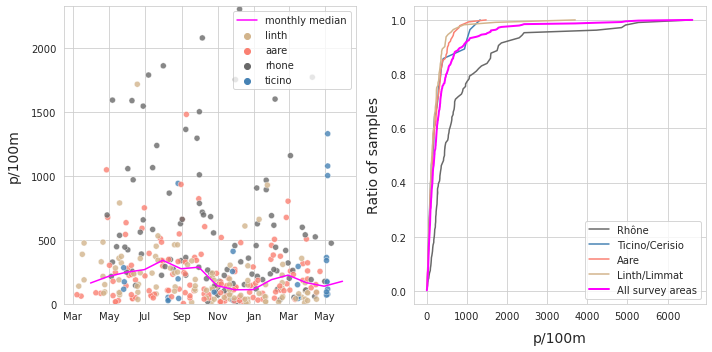 p/100m
2000
1500
1000
500
0
Mar May Jul Sep Nov Jan Mar May
monthly median
linth
aare
rhone
ticino
Ratio of samples
1.0
0.8
0.6
0.4
0.2
0.0
0 1000 2000 3000 4000 5000 6000
p/100m
Rhône
Ticino/Cerisio
Aare
Linth/Limmat
All survey areas